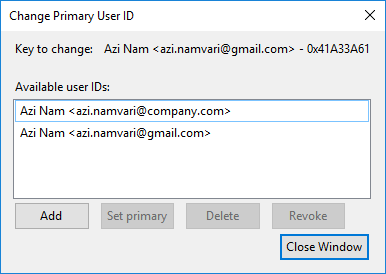 Change Primary User ID
Key to change: Azi Nam <azi.namvari@gmail.com> - 0x41A33A61
Available user IDs:
Azi Nam <azi.namvari@company.com>
Azi Nam <azi.namvari@gmail.com>
Add Set primary Delete Revoke
Close Window